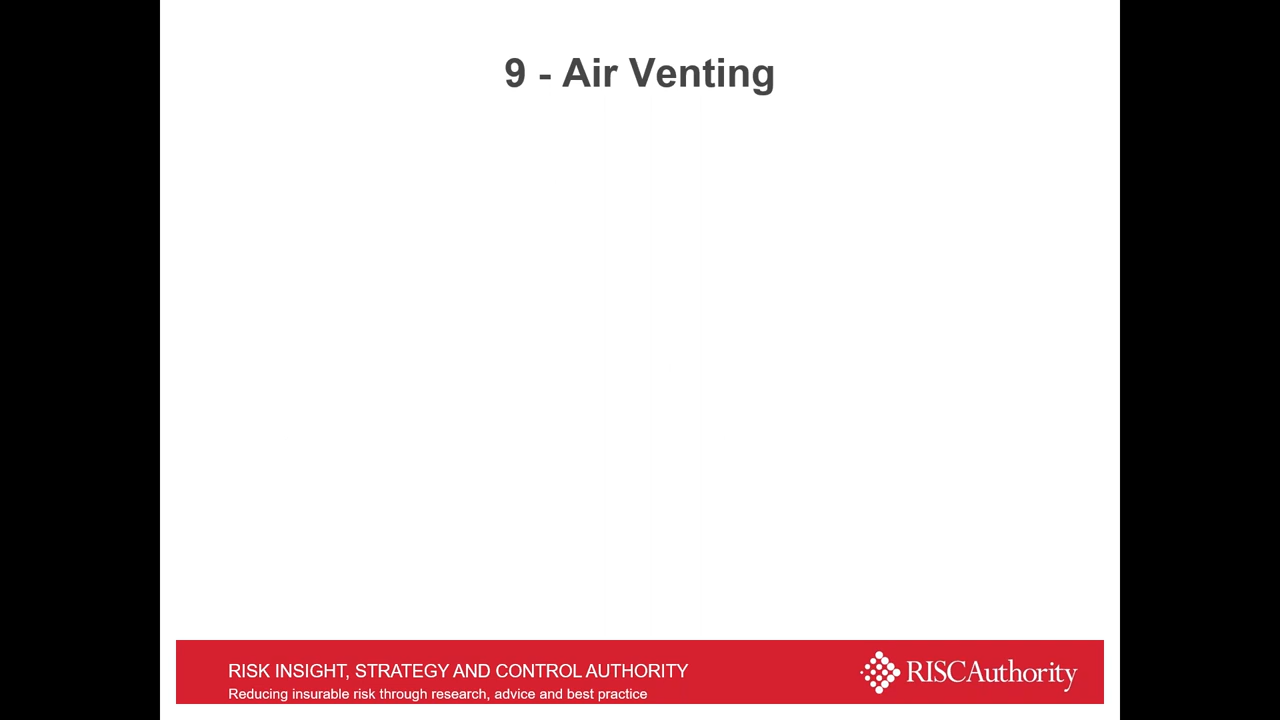 9 - Air Venting
RISK INSIGHT, STRATEGY AND CONTROL AUTHORITY
Reducing insurable risk through research, advice and best practice
RISCAuthority